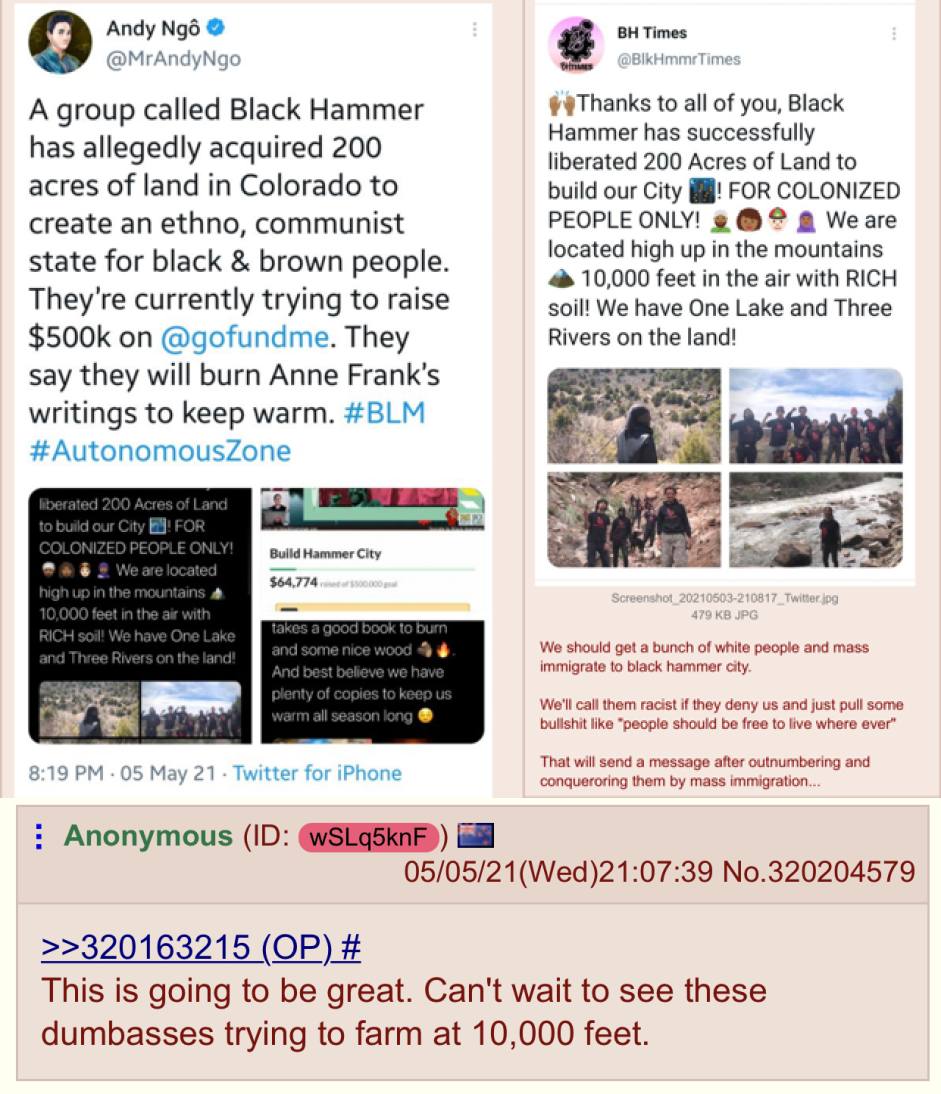 Andy Ngô
@MrAndyNgo
A group called Black Hammer
has allegedly acquired 200
acres of land in Colorado to
create an ethno, communist
state for black & brown people.
They're currently trying to raise
$500k on @gofundme. They
say they will burn Anne Frank's
writings to keep warm. #BLM
#AutonomousZone
liberated 200 Acres of Land
to build our City 🌃! FOR
COLONIZED PEOPLE ONLY!
👳🏽👩🏾‍🦱👲🏻🧕🏽 We are located
high up in the mountains ⛰️
10,000 feet in the air with
RICH soil! We have One Lake
and Three Rivers on the land!
Build Hammer City
$64,774 raised of $500,000 goal
takes a good book to burn
and some nice wood 🪵🔥.
And best believe we have
plenty of copies to keep us
warm all season long 😌
8:19 PM · 05 May 21 · Twitter for iPhone
BHTIMES
BH Times
@BlkHmmrTimes
🙌🏽Thanks to all of you, Black
Hammer has successfully
liberated 200 Acres of Land to
build our City 🌃! FOR COLONIZED
PEOPLE ONLY! 👳🏽👩🏾‍🦱👲🏻🧕🏽 We are
located high up in the mountains
⛰️ 10,000 feet in the air with RICH
soil! We have One Lake and Three
Rivers on the land!
Screenshot_20210503-210817_Twitter.jpg
479 KB JPG
We should get a bunch of white people and mass
immigrate to black hammer city.
We'll call them racist if they deny us and just pull some
bullshit like "people should be free to live where ever"
That will send a message after outnumbering and
conqueroring them by mass immigration...
Anonymous (ID: wSLq5knF)
05/05/21(Wed)21:07:39 No.320204579
>>320163215 (OP) #
This is going to be great. Can't wait to see these
dumbasses trying to farm at 10,000 feet.